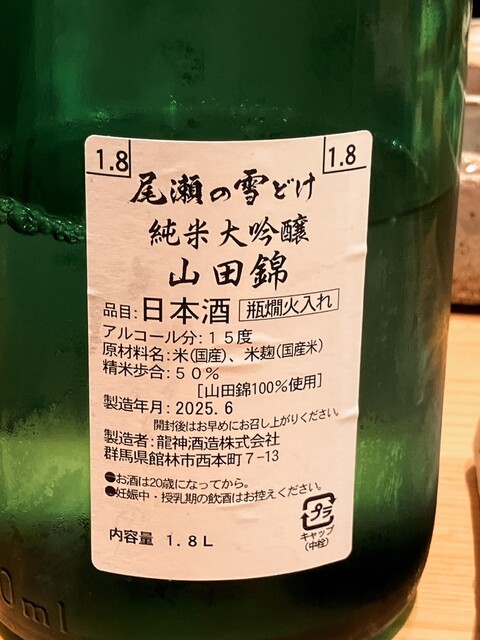 1.8 1.8
尾瀬の雪どけ
純米大吟醸
山田錦
品目:日本酒 瓶燗火入れ
アルコール分:15度
原材料名:米(国産)、米麹(国産米)
精米歩合:50%
[山田錦100%使用]
製造年月:2025.6
開封後はお早めにお召し上がりください。
製造者:龍神酒造株式会社
群馬県館林市西本町7-13
●お酒は20歳になってから。
●妊娠中・授乳期の飲酒はお控えください。
プラ
キャップ
(中栓)
内容量 1.8L
0ml